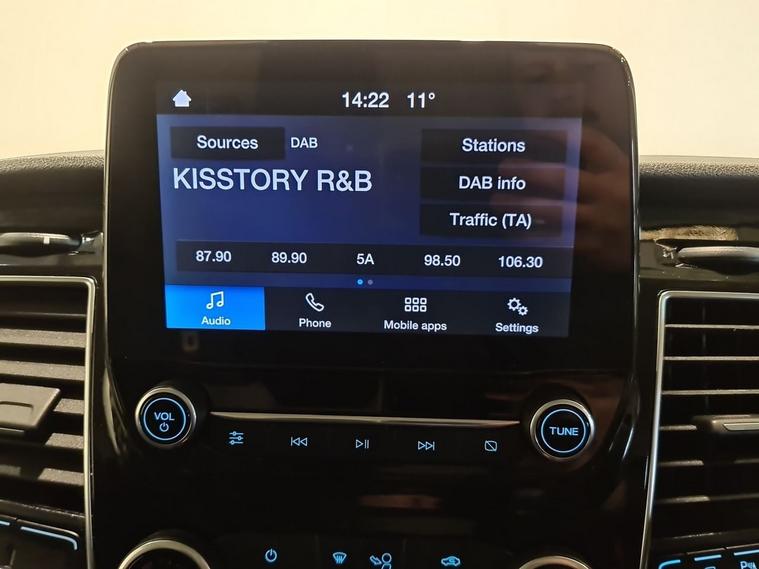 14:22 11°
Sources DAB Stations
KISSTORY R&B
DAB info
Traffic (TA)
87.90 89.90 5A 98.50 106.30
Audio Phone Mobile apps Settings
VOL
TUNE